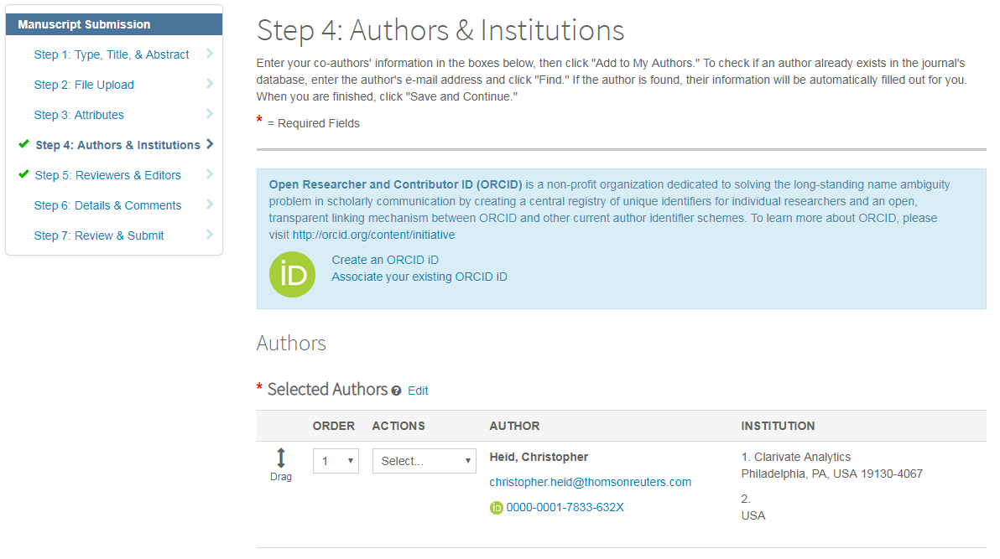 Manuscript Submission
Step 1: Type, Title, & Abstract
Step 2: File Upload
Step 3: Attributes
Step 4: Authors & Institutions
Step 5: Reviewers & Editors
Step 6: Details & Comments
Step 7: Review & Submit
Step 4: Authors & Institutions
Enter your co-authors' information in the boxes below, then click "Add to My Authors." To check if an author already exists in the journal's
database, enter the author's e-mail address and click "Find." If the author is found, their information will be automatically filled out for you.
When you are finished, click "Save and Continue."
* = Required Fields
Open Researcher and Contributor ID (ORCID) is a non-profit organization dedicated to solving the long-standing name ambiguity
problem in scholarly communication by creating a central registry of unique identifiers for individual researchers and an open,
transparent linking mechanism between ORCID and other current author identifier schemes. To learn more about ORCID, please
visit http://orcid.org/content/initiative
iD
Create an ORCID iD
Associate your existing ORCID iD
Authors
* Selected Authors ? Edit
ORDER ACTIONS AUTHOR INSTITUTION
Drag
1
Select...
Heid, Christopher
christopher.heid@thomsonreuters.com
iD 0000-0001-7833-632X
1. Clarivate Analytics
Philadelphia, PA, USA 19130-4067
2.
USA